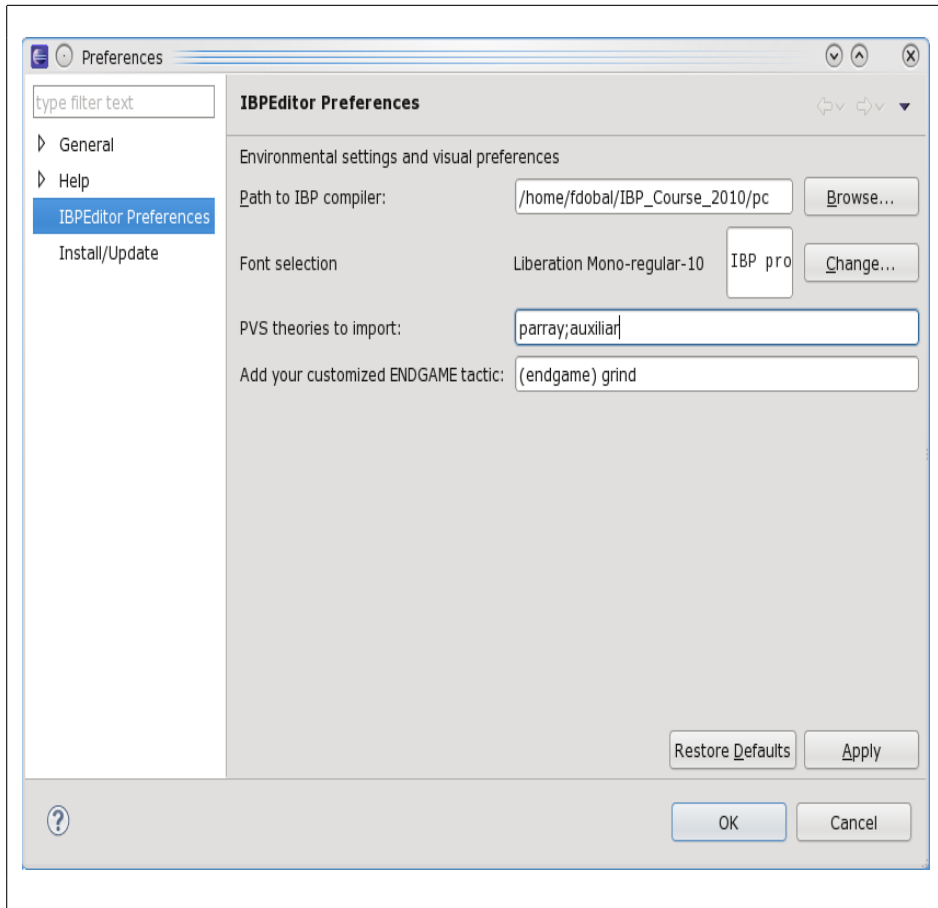 Preferences
type filter text
General
Help
IBPEditor Preferences
Install/Update
IBPEditor Preferences
Environmental settings and visual preferences
Path to IBP compiler: /home/fdobal/IBP_Course_2010/pc Browse...
Font selection Liberation Mono-regular-10 IBP pro Change...
PVS theories to import: parray;auxiliar
Add your customized ENDGAME tactic: (endgame) grind
Restore Defaults Apply
? OK Cancel